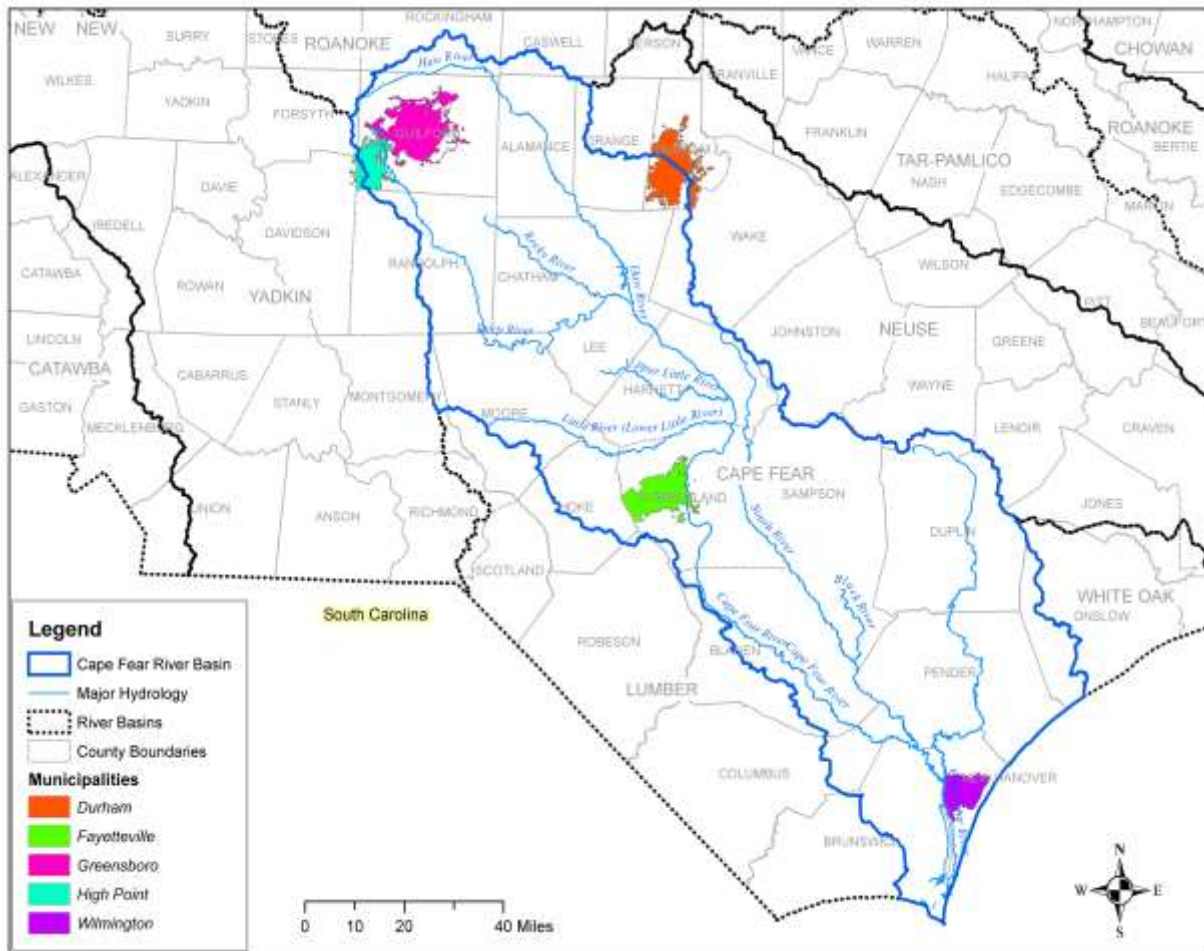 ROCKINGHAM
NEW
NEW
SURRY
STOKES
ROANOKE
CASWELL
PERSON
VANCE
WARREN
NORTHAMPTON
CHOWAN
WILKES
Haw River
GRANVILLE
HALIFAX
YADKIN
FORSYTH
GUILFORD
ALAMANCE
ORANGE
FRANKLIN
ROANOKE
BERTIE
TAR-PAMLICO
NASH
EDGECOMBE
MARTIN
ALEXANDER
DAVIE
IREDELL
DAVIDSON
WAKE
CATAWBA
ROWAN
YADKIN
RANDOLPH
Rocky River
CHATHAM
Haw River
WILSON
PITT
BEAUFORT
LINCOLN
CATAWBA
CABARRUS
Deep River
LEE
JOHNSTON
NEUSE
GREENE
GASTON
STANLY
MONTGOMERY
Upper Little River
HARNETT
WAYNE
MECKLENBURG
MOORE
Little River (Lower Little River)
LENOIR
CRAVEN
CAPE FEAR
SAMPSON
UNION
ANSON
RICHMOND
HOKE
CUMBERLAND
JONES
South River
DUPLIN
SCOTLAND
South Carolina
Black River
WHITE OAK
ONSLOW
ROBESON
Cape Fear River
Cape Fear River
BLADEN
PENDER
LUMBER
COLUMBUS
HANOVER
BRUNSWICK
Legend
Cape Fear River Basin
Major Hydrology
River Basins
County Boundaries
Municipalities
Durham
Fayetteville
Greensboro
High Point
Wilmington
0 10 20 40 Miles
N
W E
S